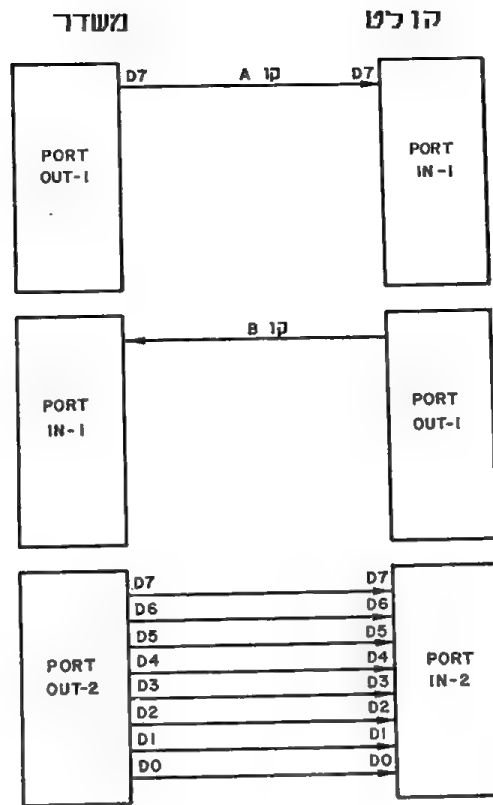 משדר
קולט
D7
קו A
D7
PORT
OUT-1
PORT
IN-1
קו B
PORT
IN-1
PORT
OUT-1
D7
D6
D5
D4
D3
D2
D1
D0
D7
D6
D5
D4
D3
D2
D1
D0
PORT
OUT-2
PORT
IN-2